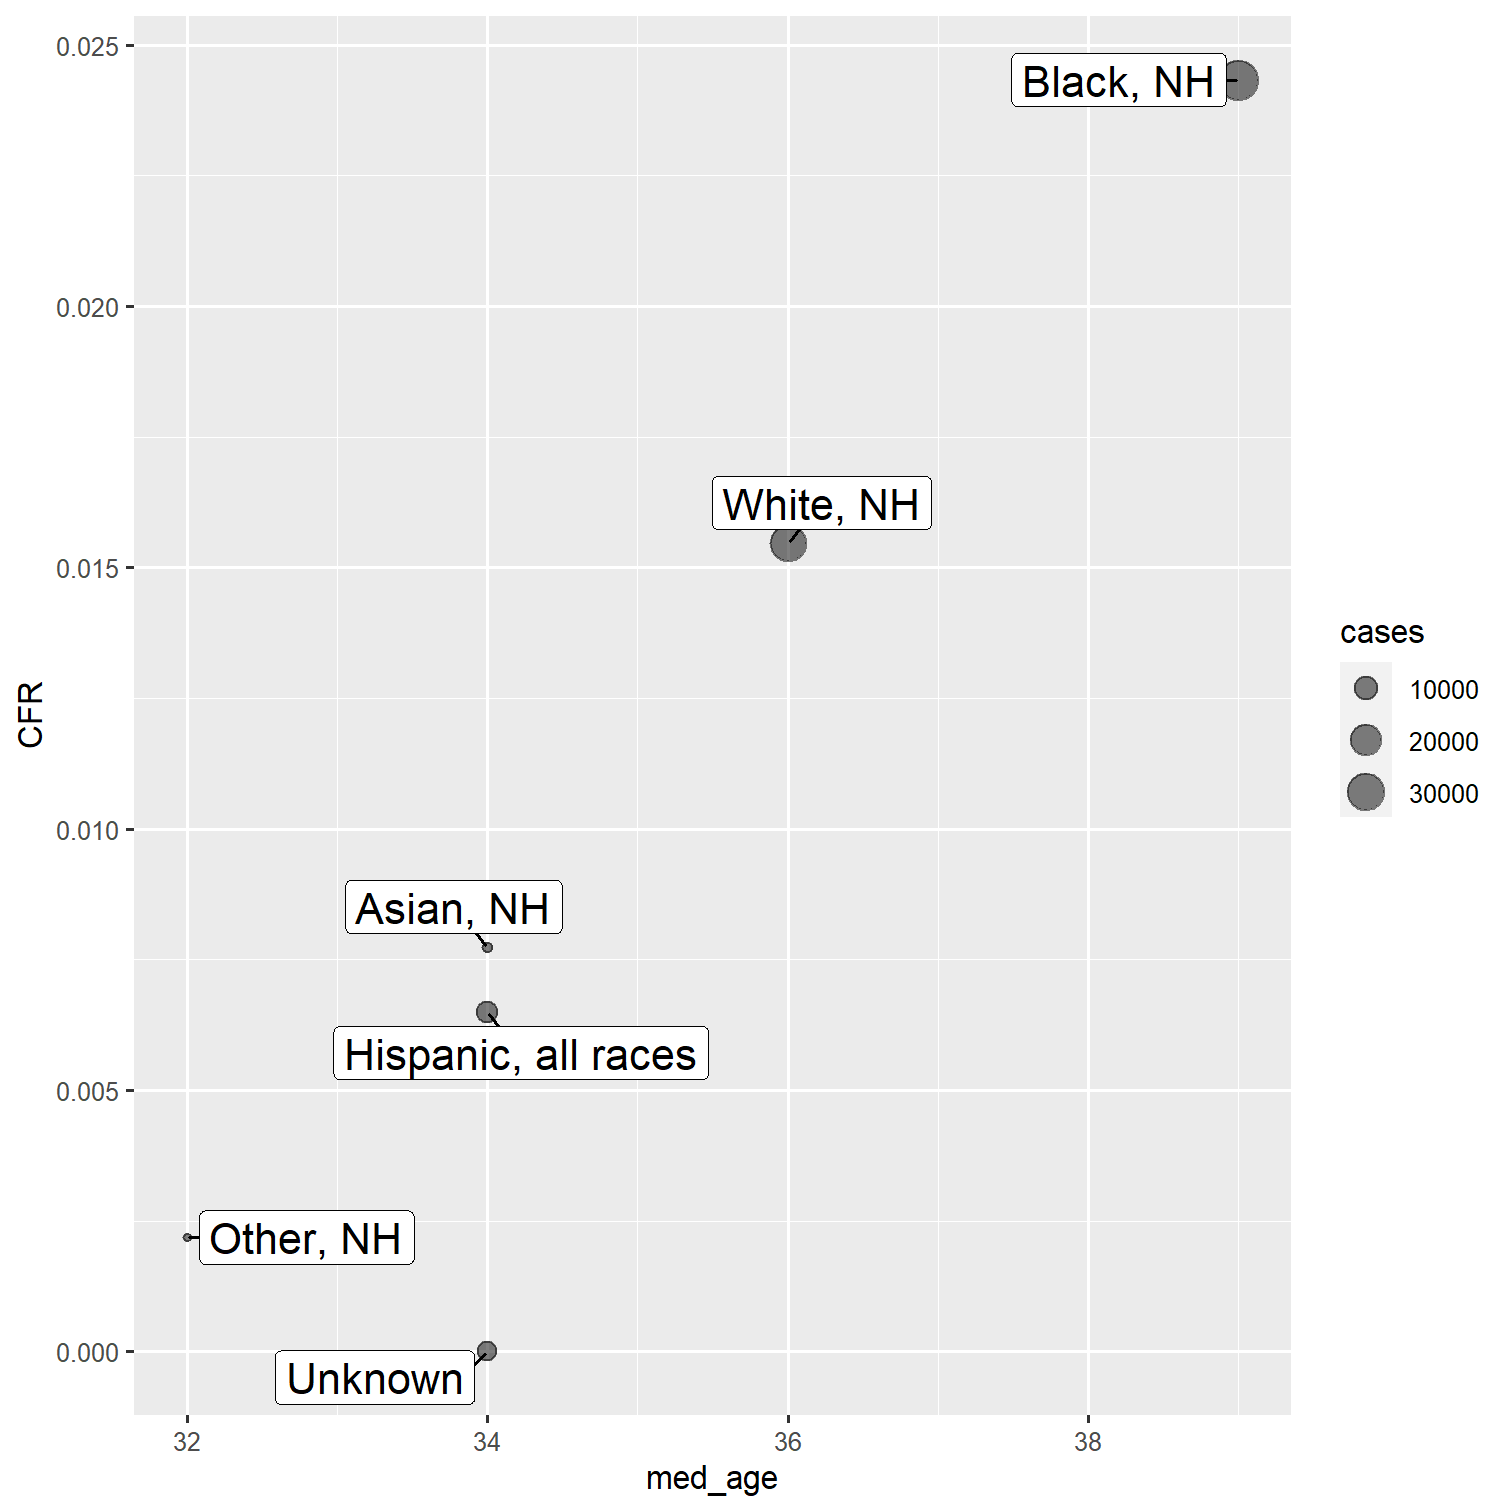 0.025
0.020
0.015
0.010
0.005
0.000
CFR
Black, NH
White, NH
Asian, NH
Hispanic, all races
Other, NH
Unknown
32
34
36
38
med_age
cases
10000
20000
30000